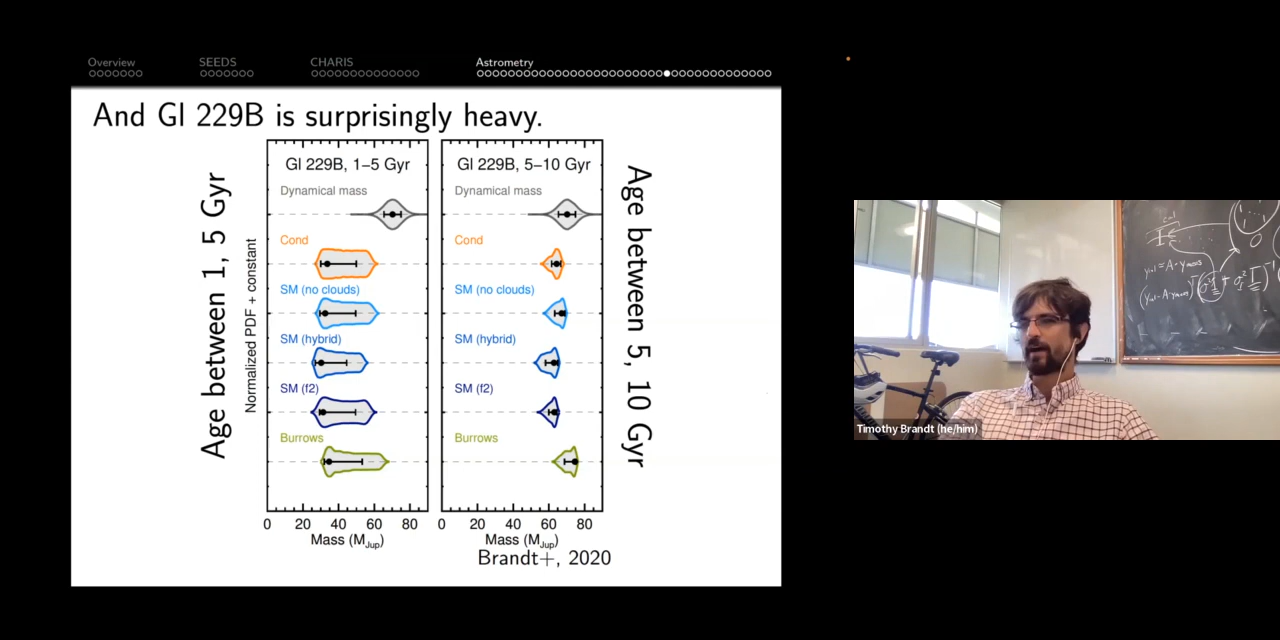 Overview SEEDS CHARIS Astrometry
And Gl 229B is surprisingly heavy.
Age between 1, 5 Gyr
Normalized PDF + constant
Gl 229B, 1–5 Gyr
Dynamical mass
Cond
SM (no clouds)
SM (hybrid)
SM (f2)
Burrows
0 20 40 60 80
Mass (MJup)
Gl 229B, 5–10 Gyr
Dynamical mass
Cond
SM (no clouds)
SM (hybrid)
SM (f2)
Burrows
0 20 40 60 80
Mass (MJup)
Age between 5, 10 Gyr
Brandt+, 2020
Timothy Brandt (he/him)